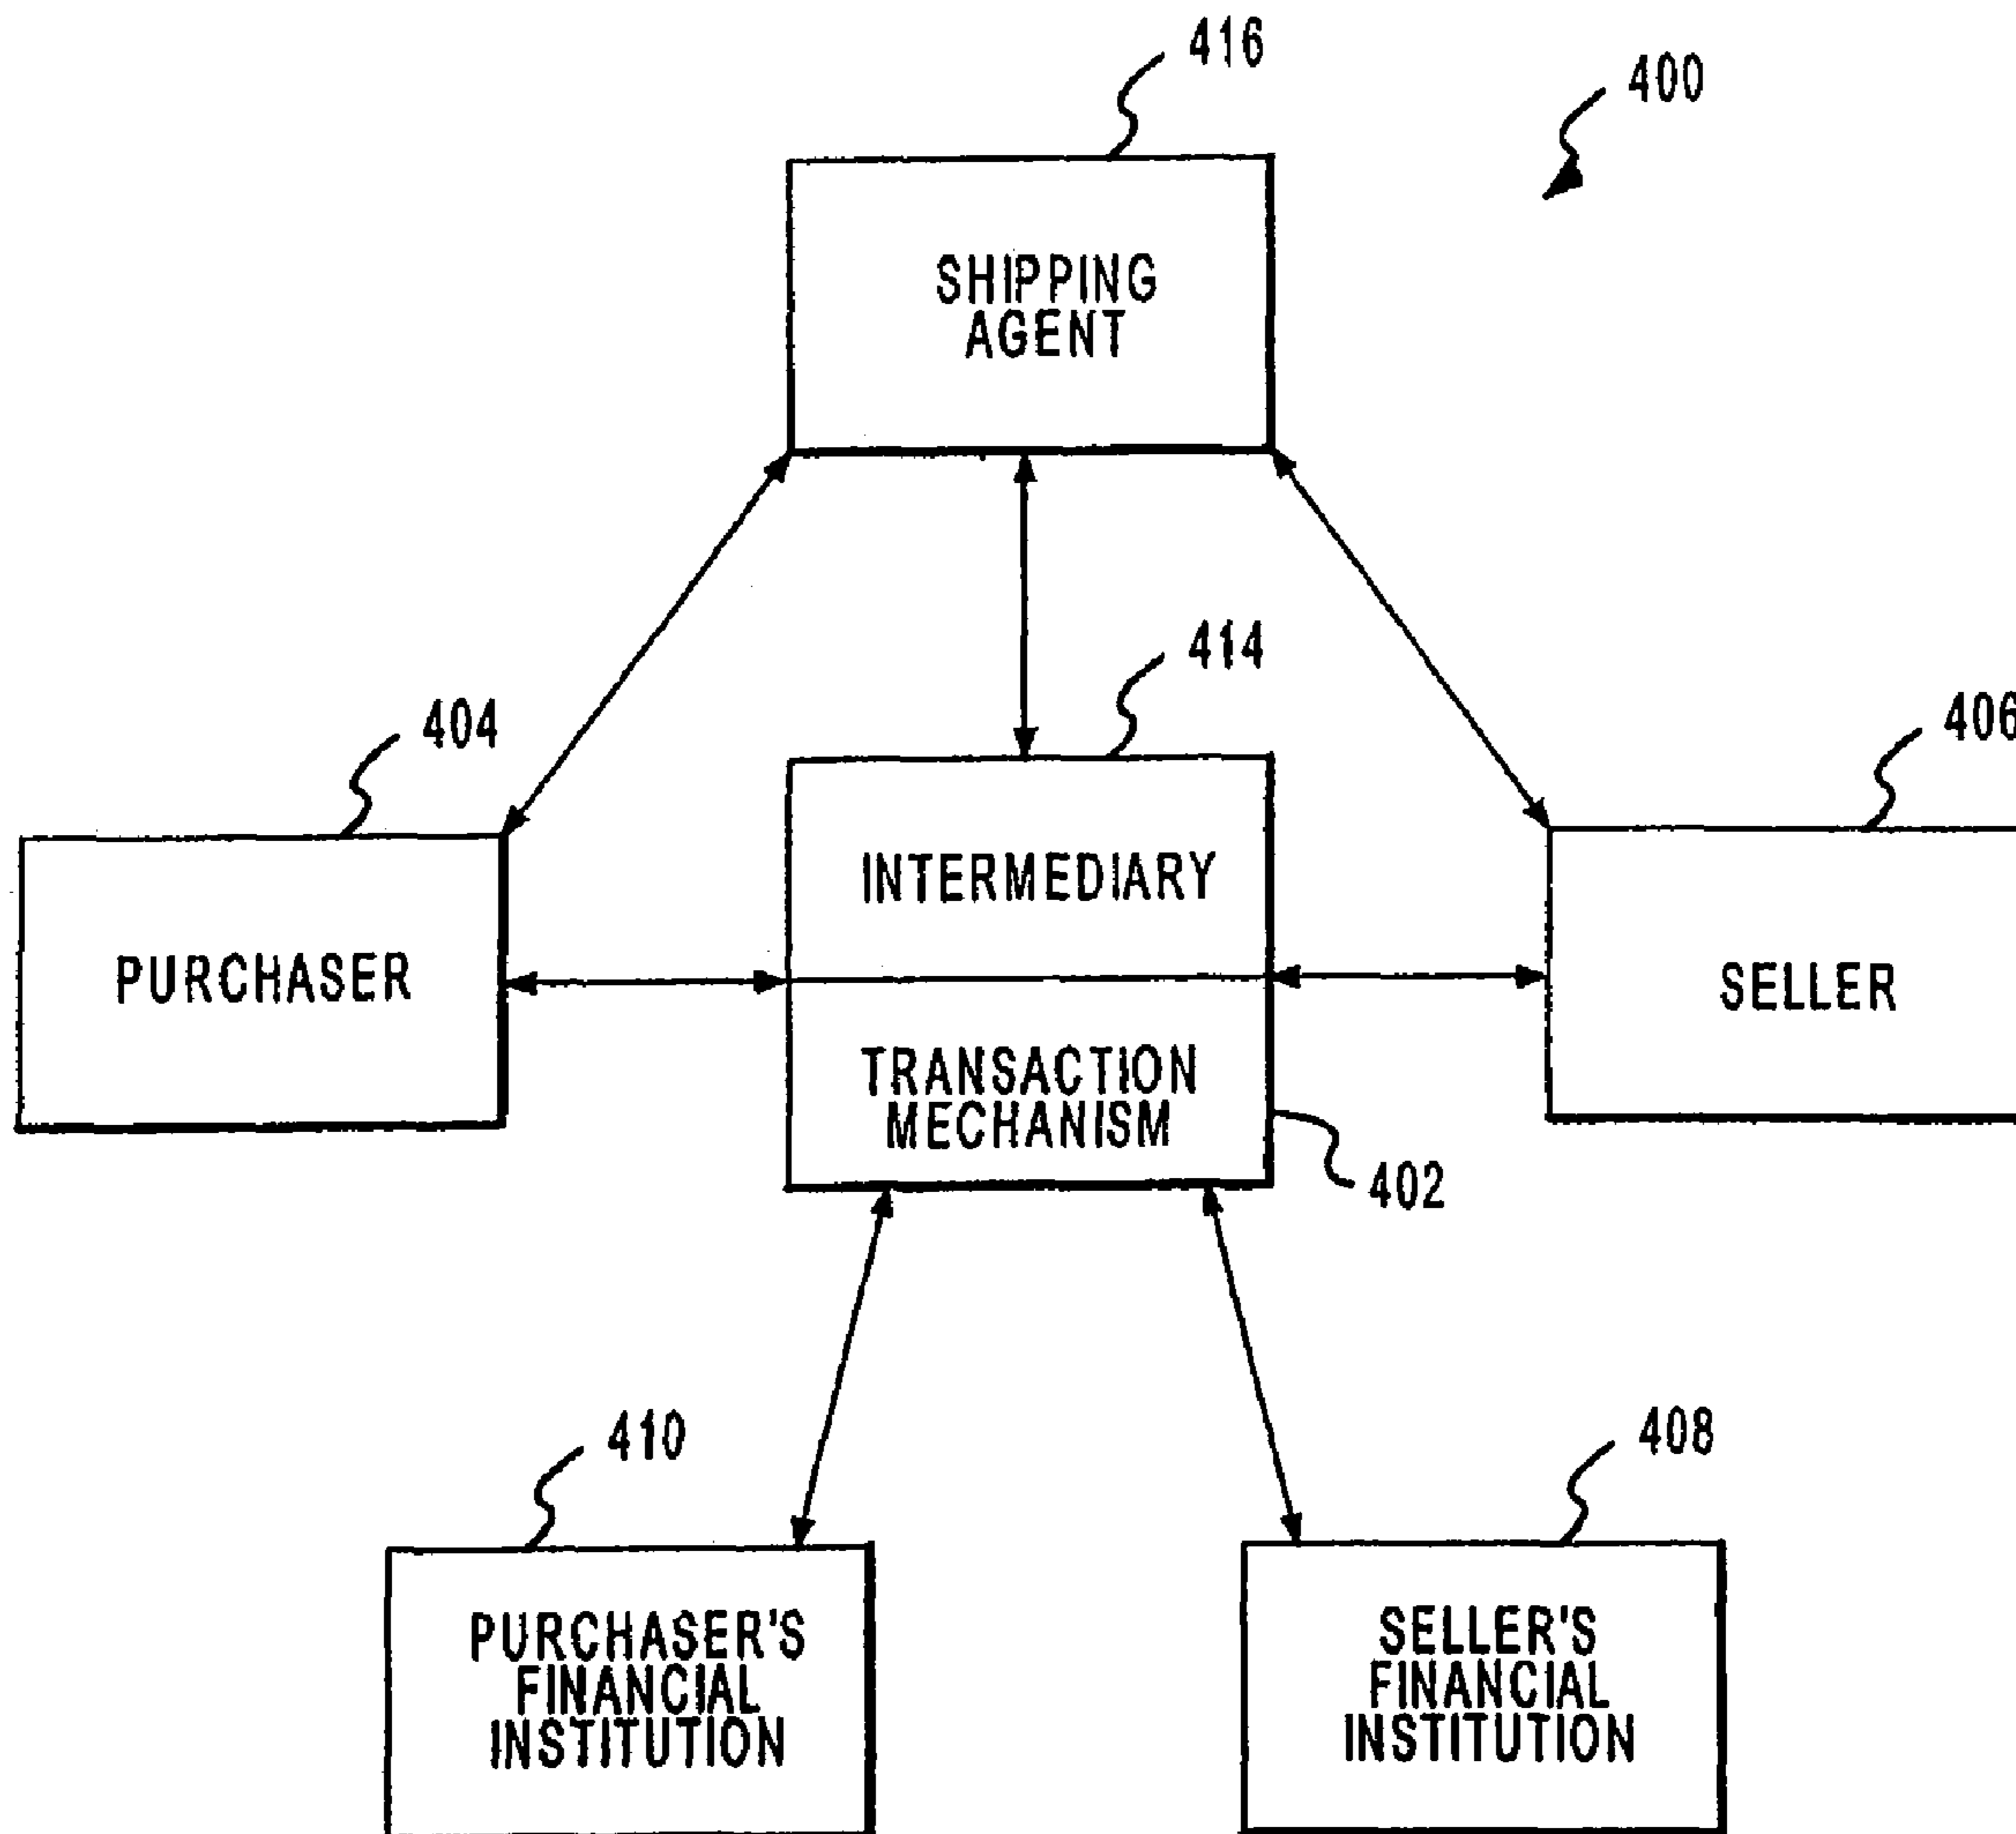 416
400
SHIPPING
AGENT
414
404
406
INTERMEDIARY
PURCHASER
SELLER
TRANSACTION
MECHANISM
402
410
408
PURCHASER'S
FINANCIAL
INSTITUTION
SELLER'S
FINANCIAL
INSTITUTION